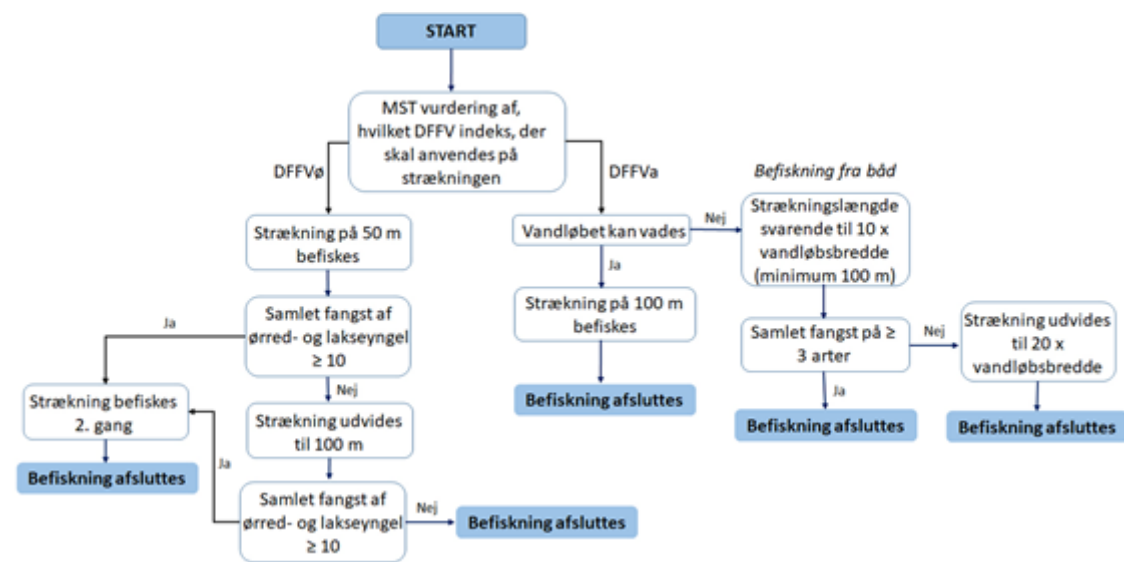 START
MST vurdering af,
hvilket DFFV indeks, der
skal anvendes på
strækningen
DFFVø
DFFVa
Strækning på 50 m
befiskes
Samlet fangst af
ørred- og lakseyngel
≥ 10
Ja
Nej
Strækning befiskes
2. gang
Befiskning afsluttes
Strækning udvides
til 100 m
Ja
Samlet fangst af
ørred- og lakseyngel
≥ 10
Nej
Befiskning afsluttes
Vandløbet kan vades
Nej
Ja
Strækning på 100 m
befiskes
Befiskning afsluttes
Befiskning fra båd
Strækningslængde
svarende til 10 x
vandløbsbredde
(minimum 100 m)
Samlet fangst på ≥
3 arter
Nej
Ja
Befiskning afsluttes
Strækning udvides
til 20 x
vandløbsbredde
Befiskning afsluttes